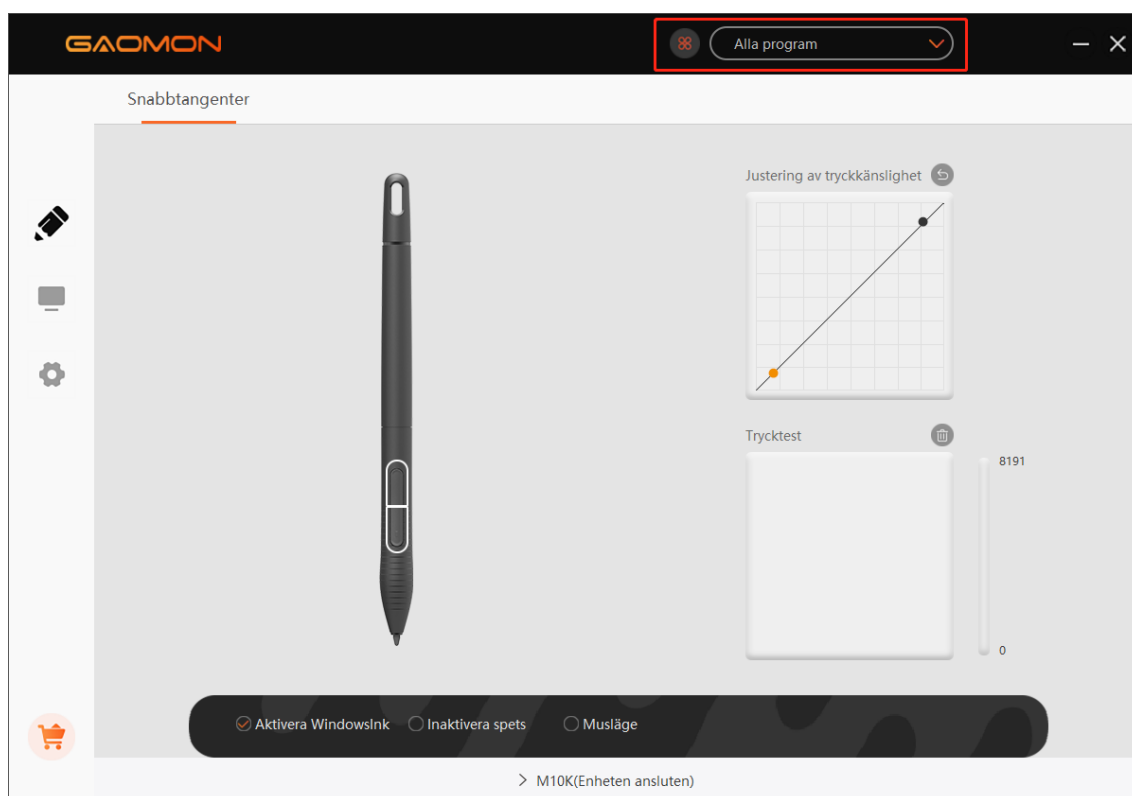 GAOMON
Alla program
Snabbtangenter
Justering av tryckkänslighet
Trycktest
8191
0
Aktivera WindowsInk
Inaktivera spets
Musläge
M10K(Enheten ansluten)